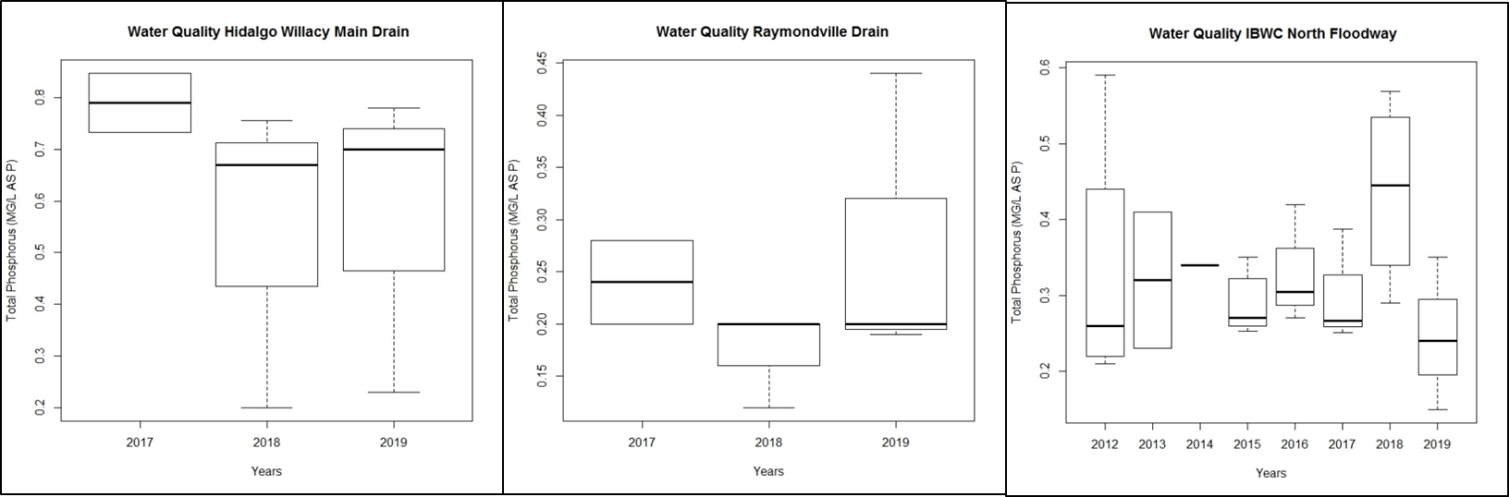 Water Quality Hidalgo Willacy Main Drain
Total Phosphorus (MG/L AS P)
0.8
0.7
0.6
0.5
0.4
0.3
0.2
2017 2018 2019
Years
Water Quality Raymondville Drain
Total Phosphorus (MG/L AS P)
0.45
0.40
0.35
0.30
0.25
0.20
0.15
2017 2018 2019
Years
Water Quality IBWC North Floodway
Total Phosphorus (MG/L AS P)
0.6
0.5
0.4
0.3
0.2
2012 2013 2014 2015 2016 2017 2018 2019
Years